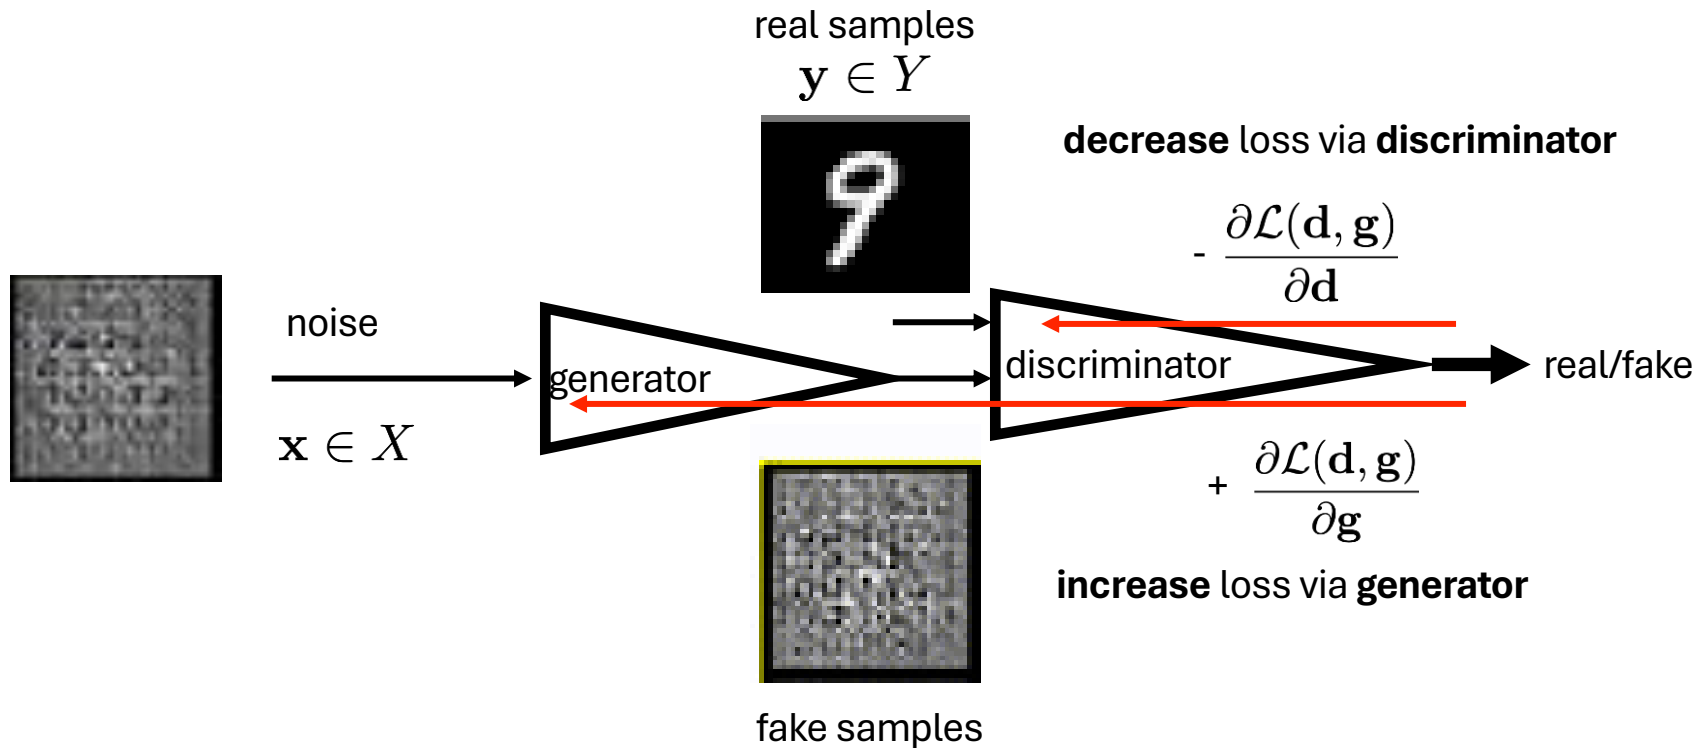 real samples
y ∈ Y
decrease loss via discriminator
- ∂ℒ(d, g) / ∂d
noise
generator
discriminator
real/fake
x ∈ X
+ ∂ℒ(d, g) / ∂g
increase loss via generator
fake samples